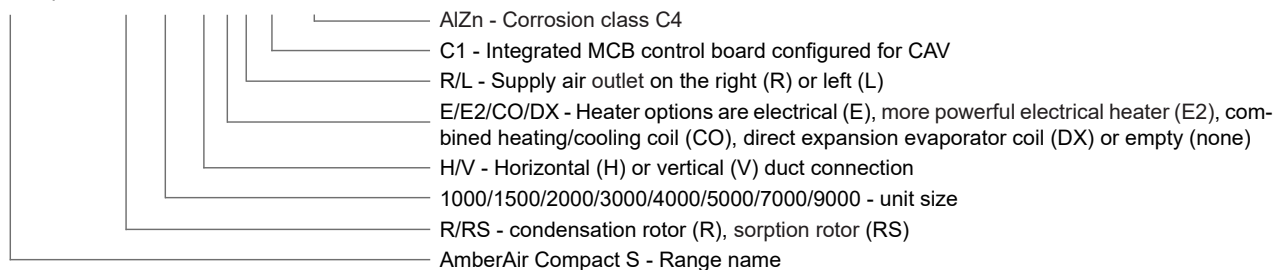 AlZn - Corrosion class C4
C1 - Integrated MCB control board configured for CAV
R/L - Supply air outlet on the right (R) or left (L)
E/E2/CO/DX - Heater options are electrical (E), more powerful electrical heater (E2), com-
bined heating/cooling coil (CO), direct expansion evaporator coil (DX) or empty (none)
H/V - Horizontal (H) or vertical (V) duct connection
1000/1500/2000/3000/4000/5000/7000/9000 - unit size
R/RS - condensation rotor (R), sorption rotor (RS)
AmberAir Compact S - Range name